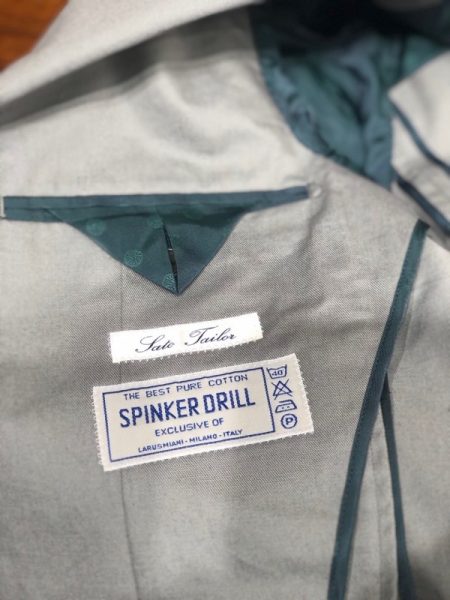 Sato Tailor
THE BEST PURE COTTON
SPINKER DRILL
EXCLUSIVE OF
LARUSMIANI - MILANO - ITALY
40
P